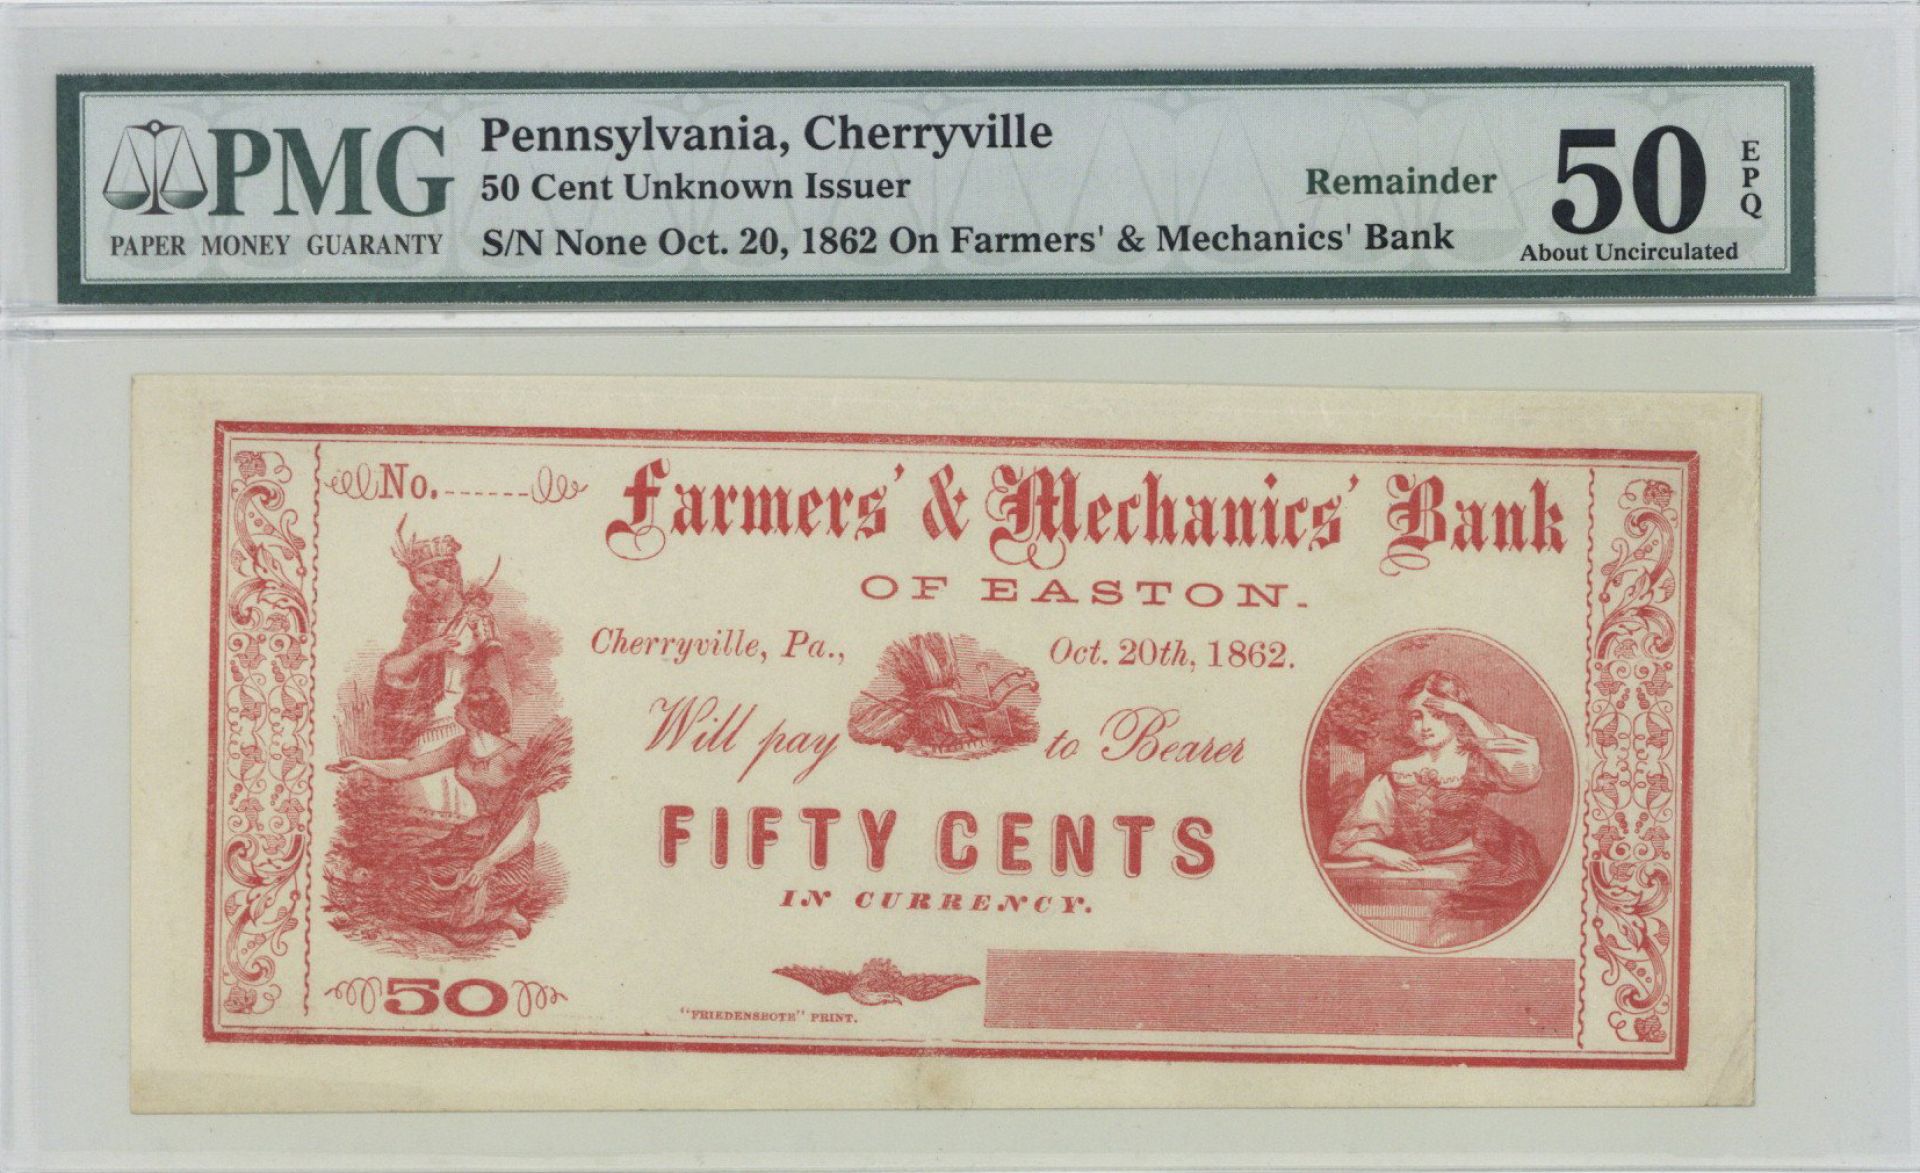 PMG
PAPER MONEY GUARANTY
Pennsylvania, Cherryville
50 Cent Unknown Issuer
S/N None Oct. 20, 1862 On Farmers' & Mechanics' Bank
Remainder
50
EPQ
About Uncirculated
No.
Farmers' & Mechanics' Bank
OF EASTON.
Cherryville, Pa., Oct. 20th, 1862.
Will pay to Bearer
FIFTY CENTS
IN CURRENCY.
50
"FRIEDENSBOTE" PRINT.